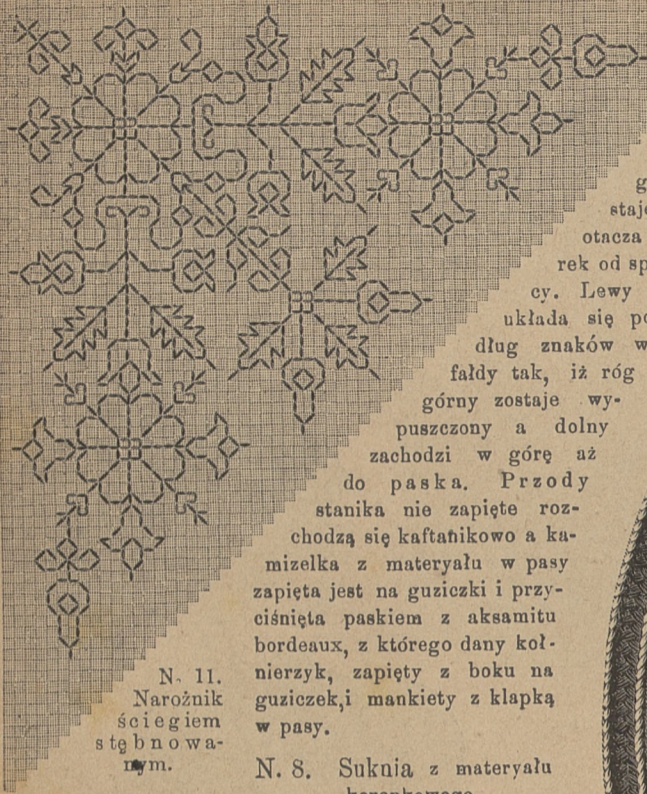 otacza
rek od
cy. Lewy
układa się
dług znaków
fałdy tak, iż róg
górny zostaje wy-
puszczony a dolny
zachodzi w górę aż
do paska. Przody
stanika nie zapięte roz-
chodzą się kaftanikowo a ka-
mizelka z materyału w pasy
zapięta jest na guziczki i przy-
ciśnięta paskiem z aksamitu
bordeaux, z którego dany koł-
nierzyk, zapięty z boku na
guziczek,i mankiety z klapką
w pasy.
N. 8. Suknia z materyału
N. 11.
Narożnik
ściegiem
stębnowa-
nym.